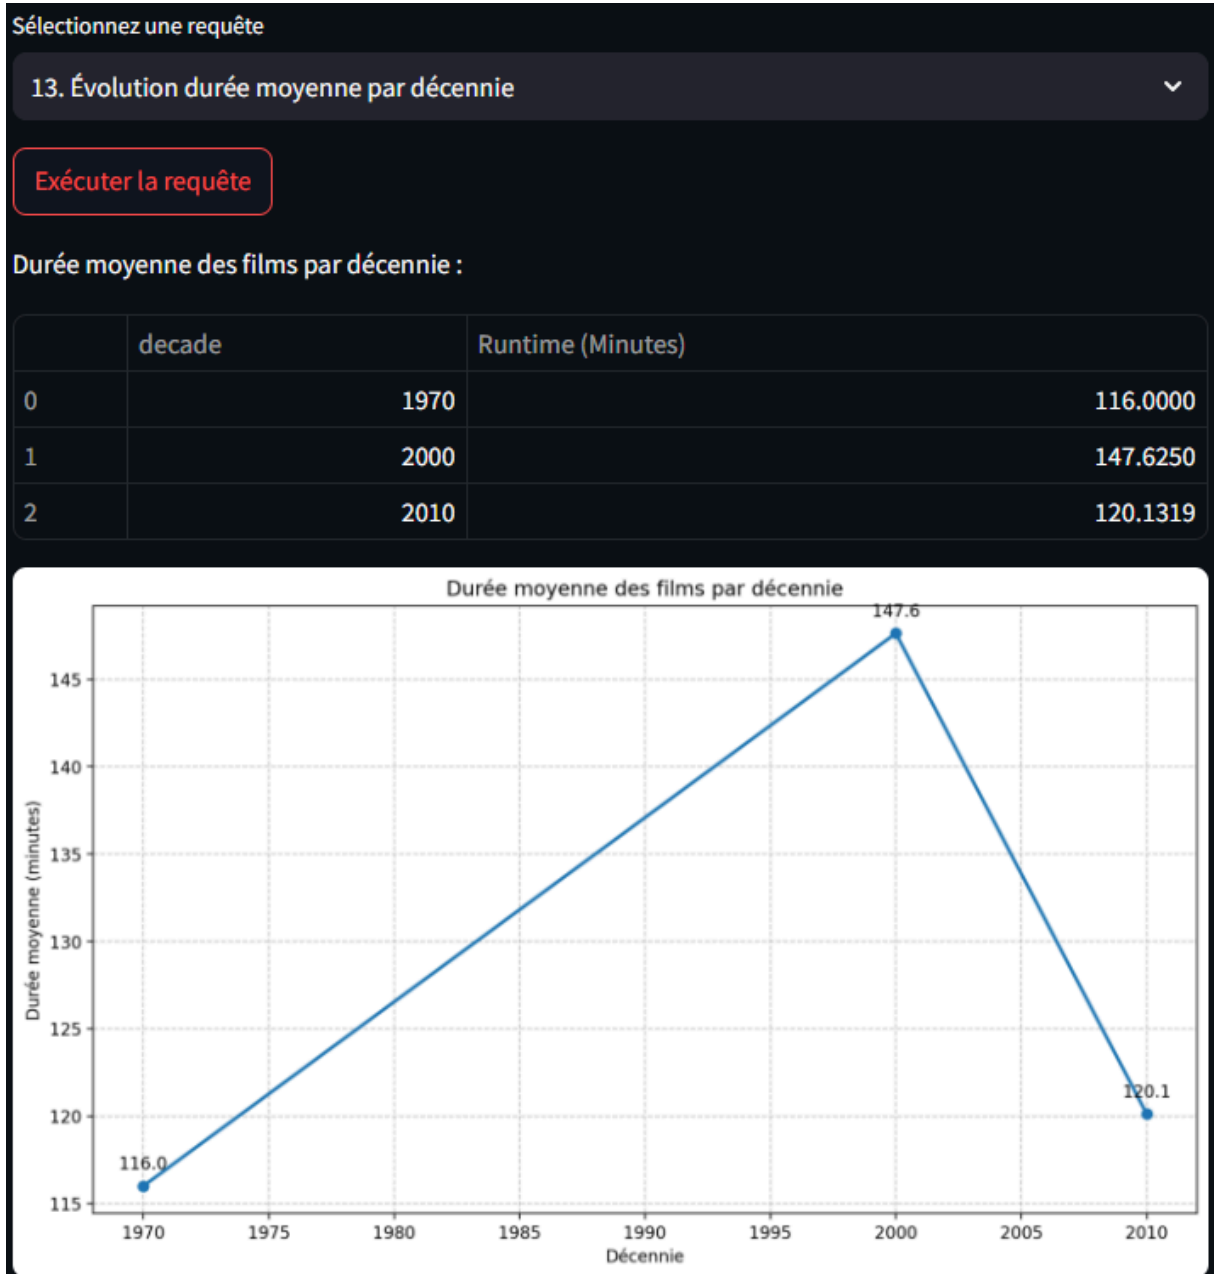 Sélectionnez une requête
13. Évolution durée moyenne par décennie
Exécuter la requête
Durée moyenne des films par décennie :
decade Runtime (Minutes)
0 1970 116.0000
1 2000 147.6250
2 2010 120.1319
Durée moyenne des films par décennie
147.6
145
140
135
130
125
120
115
Durée moyenne (minutes)
116.0
120.1
1970 1975 1980 1985 1990 1995 2000 2005 2010
Décennie